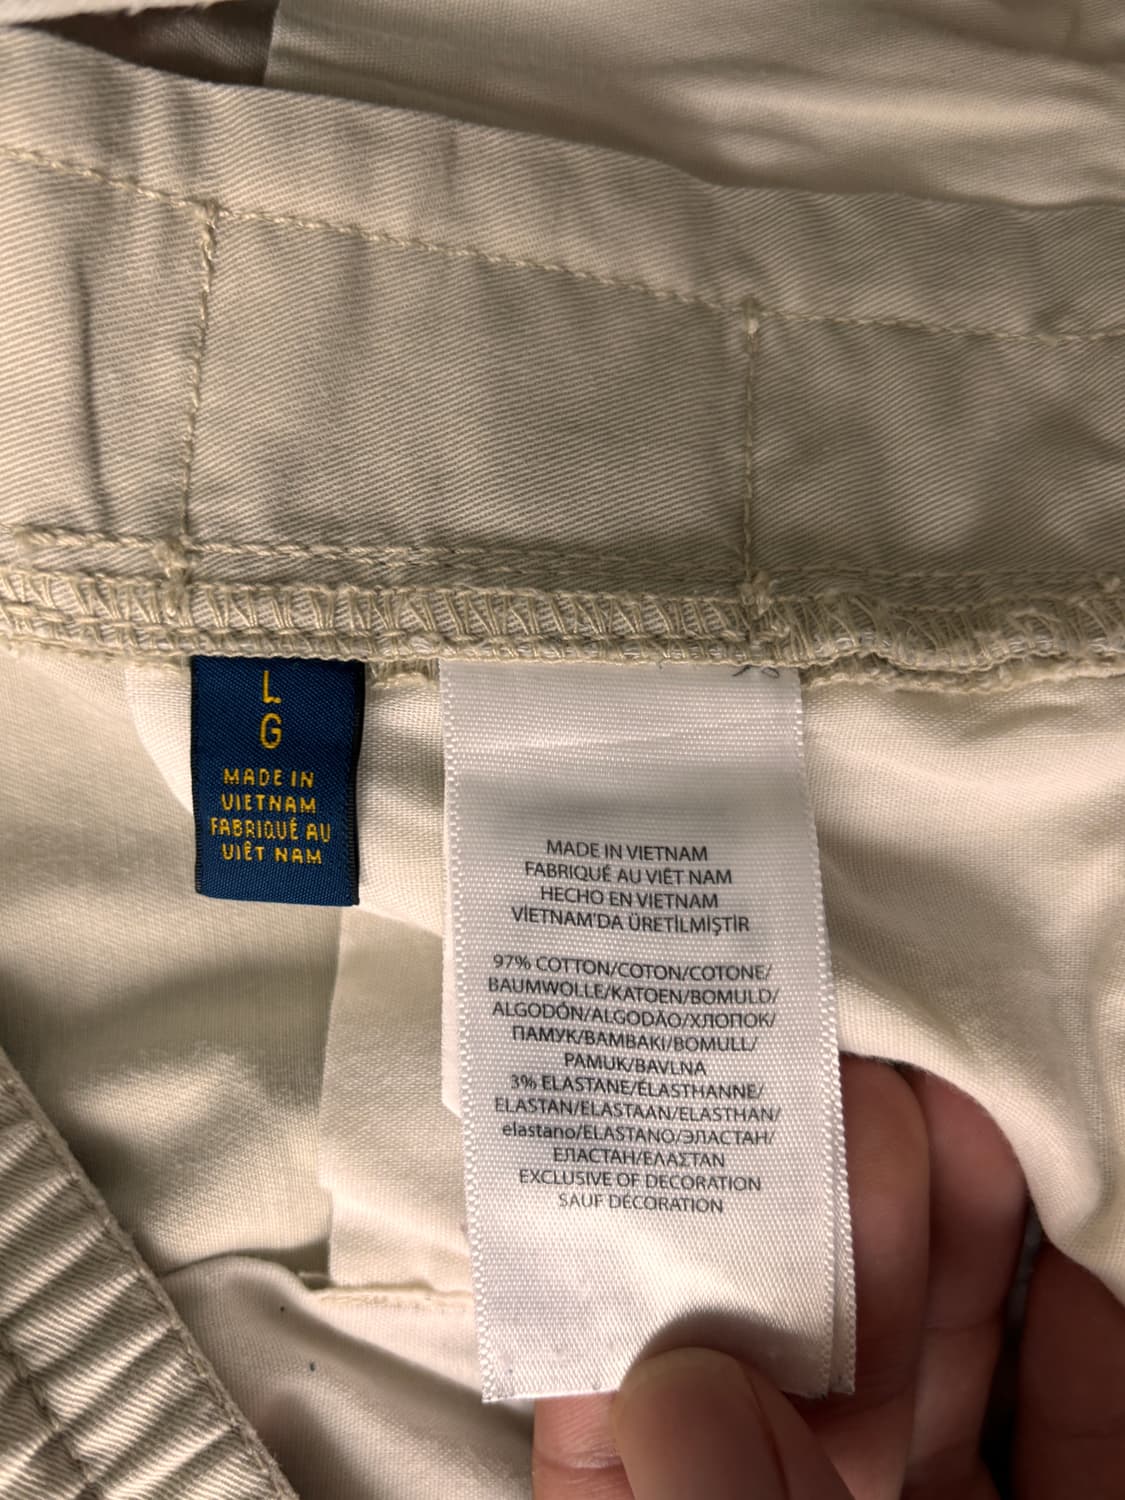 L
G
MADE IN
VIETNAM
FABRIQUÉ AU
VIÊT NAM
MADE IN VIETNAM
FABRIQUÉ AU VIÊT NAM
HECHO EN VIETNAM
VİETNAM'DA ÜRETİLMİŞTİR
97% COTTON/COTON/COTONE/
BAUMWOLLE/KATOEN/BOMULD/
ALGODÓN/ALGODÃO/ХЛОПОК/
ПАМУК/BAMBAKI/BOMULL/
PAMUK/BAVLNA
3% ELASTANE/ÉLASTHANNE/
ELASTAN/ELASTAAN/ELASTHAN/
elastano/ELASTANO/ЭЛАСТАН/
ЕЛАСТАН/ΕΛΑΣΤΑΝ
EXCLUSIVE OF DECORATION
SAUF DÉCORATION